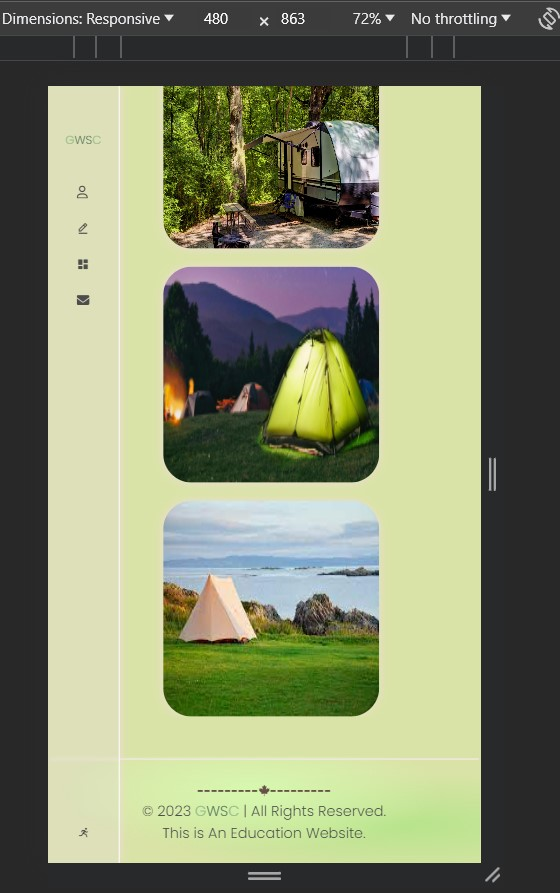 Dimensions: Responsive 480 × 863 72% No throttling
GWSC
---------🍁---------
© 2023 GWSC | All Rights Reserved.
This is An Education Website.